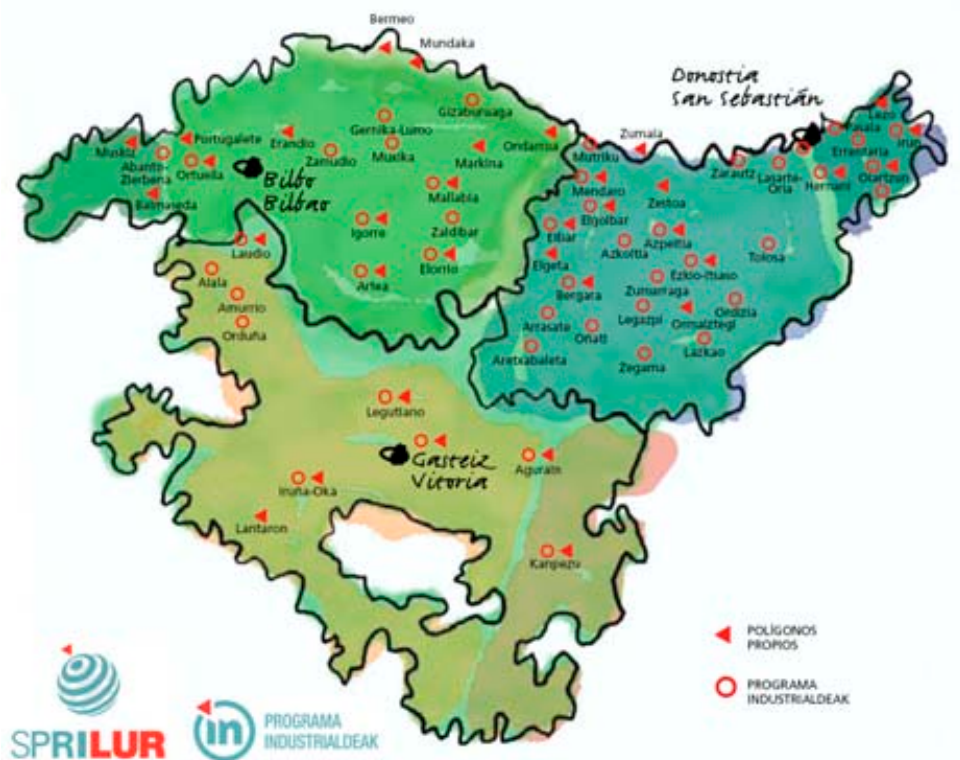 Bermeo
Mundaka
Donostia
San Sebastián
Gizaburuaga
Gernika-Lumo
Portugalete
Erandio
Muskiz
Abanto-
Zierbena
Ortuella
Zamudio
Muxika
Markina
Ondarroa
Mutriku
Zumaia
Lezo
Pasaia
Irun
Errenteria
Oiartzun
Zarautz
Lasarte-
Oria
Hernani
Balmaseda
Bilbo
Bilbao
Mallabia
Mendaro
Zestoa
Elgoibar
Igorre
Zaldibar
Eibar
Azpeitia
Azkoitia
Tolosa
Laudio
Elorrio
Elgeta
Ezkio-Itsaso
Aiala
Artea
Bergara
Zumarraga
Amurrio
Legazpi
Ormaiztegi
Ordizia
Orduña
Arrasate
Oñati
Lazkao
Aretxabaleta
Zegama
Legutiano
Gasteiz
Vitoria
Agurain
Iruña-Oka
Lantaron
Kanpezu
POLÍGONOS
PROPIOS
PROGRAMA
INDUSTRIALDEAK
SPRILUR
in
PROGRAMA
INDUSTRIALDEAK